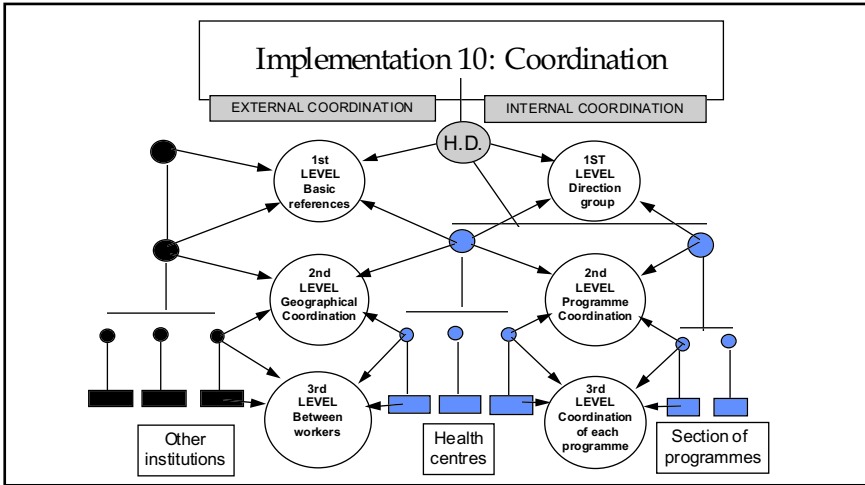 Implementation 10: Coordination
EXTERNAL COORDINATION
INTERNAL COORDINATION
H.D.
1st
LEVEL
Basic
references
1ST
LEVEL
Direction
group
2nd
LEVEL
Geographical
Coordination
2nd
LEVEL
Programme
Coordination
3rd
LEVEL
Between
workers
3rd
LEVEL
Coordination
of each
programme
Other
institutions
Health
centres
Section of
programmes